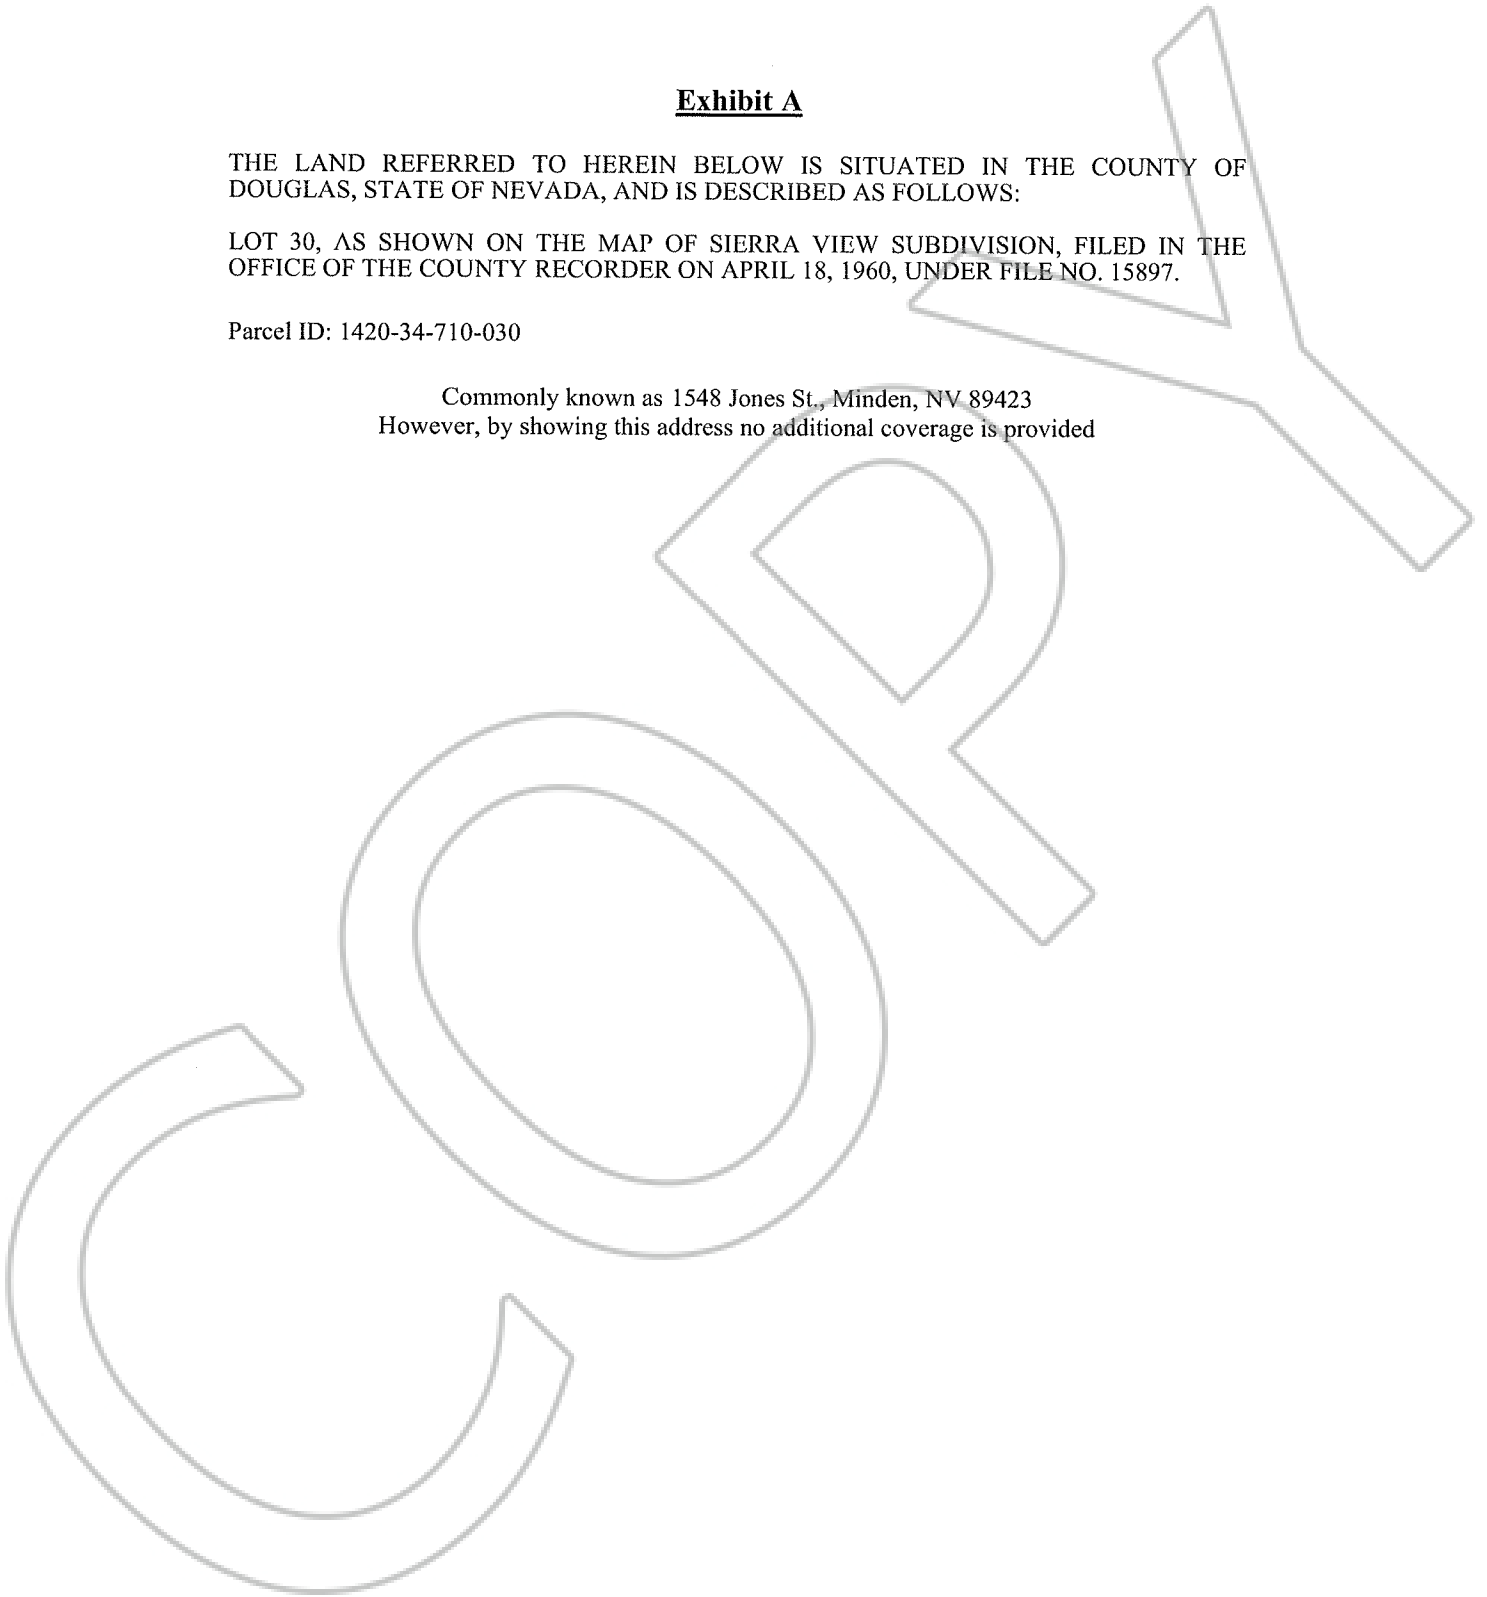 Exhibit A
THE LAND REFERRED TO HEREIN BELOW IS SITUATED IN THE COUNTY OF
DOUGLAS, STATE OF NEVADA, AND IS DESCRIBED AS FOLLOWS:
LOT 30, AS SHOWN ON THE MAP OF SIERRA VIEW SUBDIVISION, FILED IN THE
OFFICE OF THE COUNTY RECORDER ON APRIL 18, 1960, UNDER FILE NO. 15897.
Parcel ID: 1420-34-710-030
Commonly known as 1548 Jones St., Minden, NV 89423
However, by showing this address no additional coverage is provided
COPY